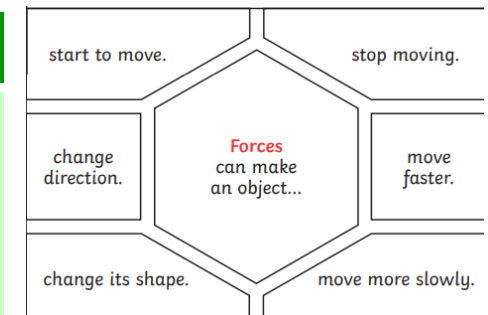 start to move.
stop moving.
change
direction.
Forces
can make
an object...
move
faster.
change its shape.
move more slowly.